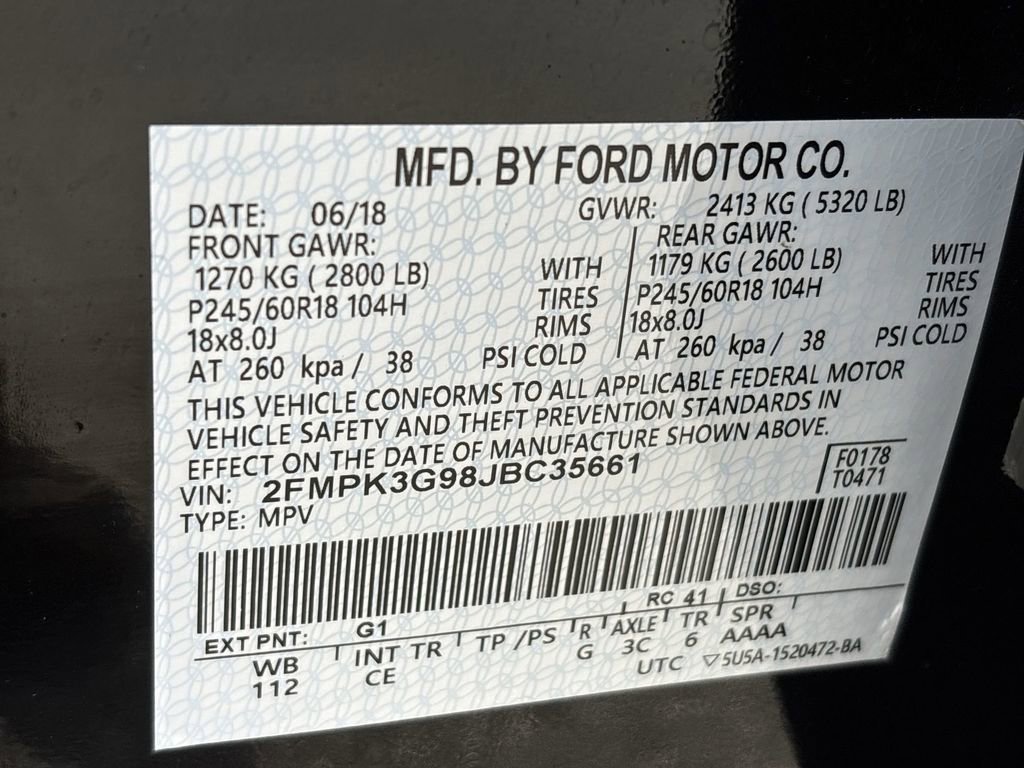 MFD. BY FORD MOTOR CO.
DATE: 06/18 GVWR: 2413 KG ( 5320 LB)
FRONT GAWR: REAR GAWR:
1270 KG ( 2800 LB) WITH 1179 KG ( 2600 LB) WITH
P245/60R18 104H TIRES P245/60R18 104H TIRES
18x8.0J RIMS 18x8.0J RIMS
AT 260 kpa / 38 PSI COLD AT 260 kpa / 38 PSI COLD
THIS VEHICLE CONFORMS TO ALL APPLICABLE FEDERAL MOTOR
VEHICLE SAFETY AND THEFT PREVENTION STANDARDS IN
EFFECT ON THE DATE OF MANUFACTURE SHOWN ABOVE.
VIN: 2FMPK3G98JBC35661 F0178
TYPE: MPV T0471
EXT PNT: G1 RC 41 DSO:
WB INT TR TP /PS R AXLE TR SPR
112 CE G 3C 6 AAAA
UTC ▽5U5A-1520472-BA